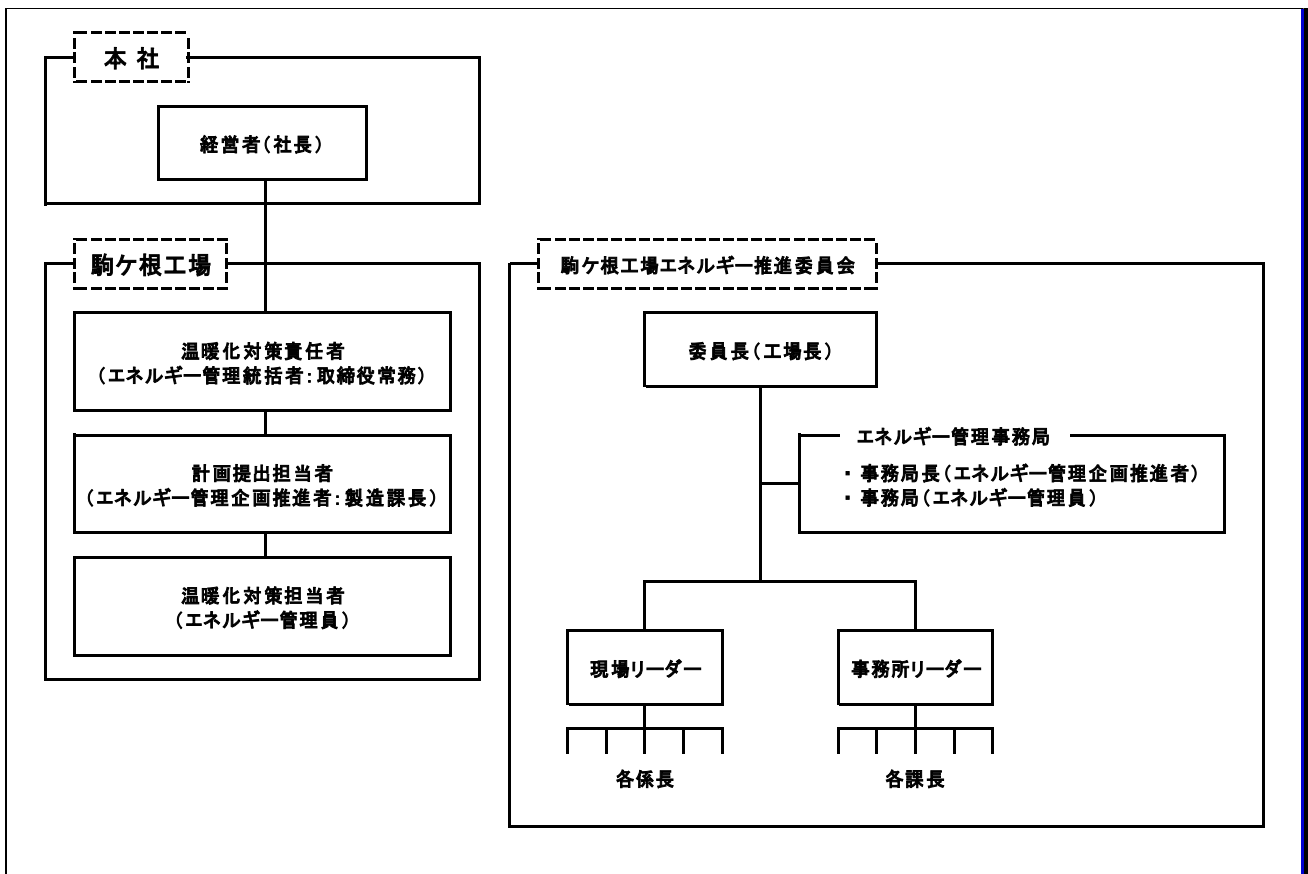 本 社
経営者(社長)
駒ケ根工場
温暖化対策責任者
(エネルギー管理統括者:取締役常務)
計画提出担当者
(エネルギー管理企画推進者:製造課長)
温暖化対策担当者
(エネルギー管理員)
駒ケ根工場エネルギー推進委員会
委員長(工場長)
エネルギー管理事務局
・ 事務局長(エネルギー管理企画推進者)
・ 事務局(エネルギー管理員)
現場リーダー
事務所リーダー
各係長
各課長